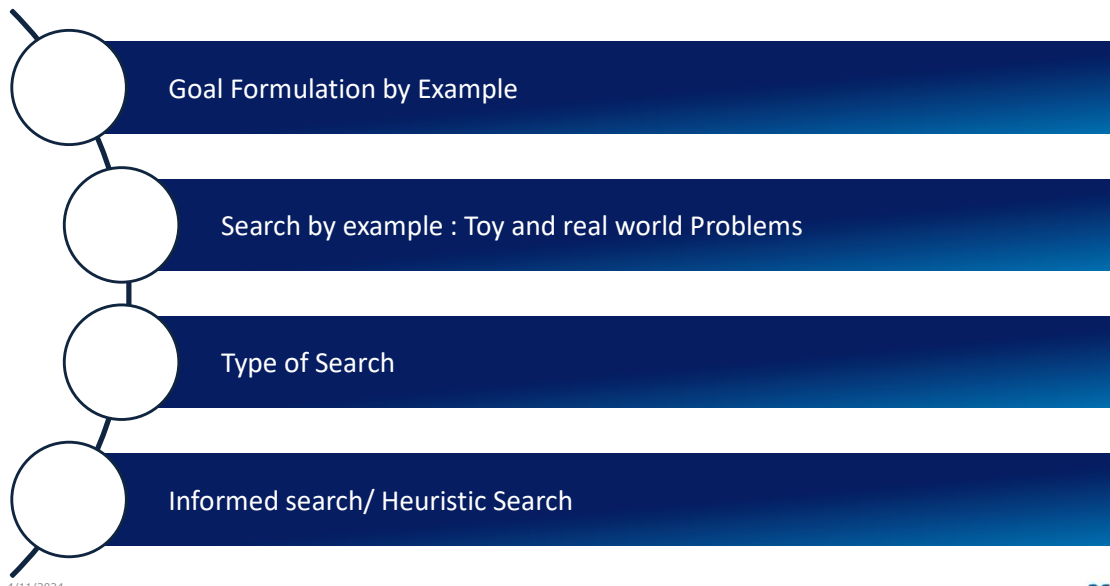 Goal Formulation by Example
Search by example : Toy and real world Problems
Type of Search
Informed search/ Heuristic Search